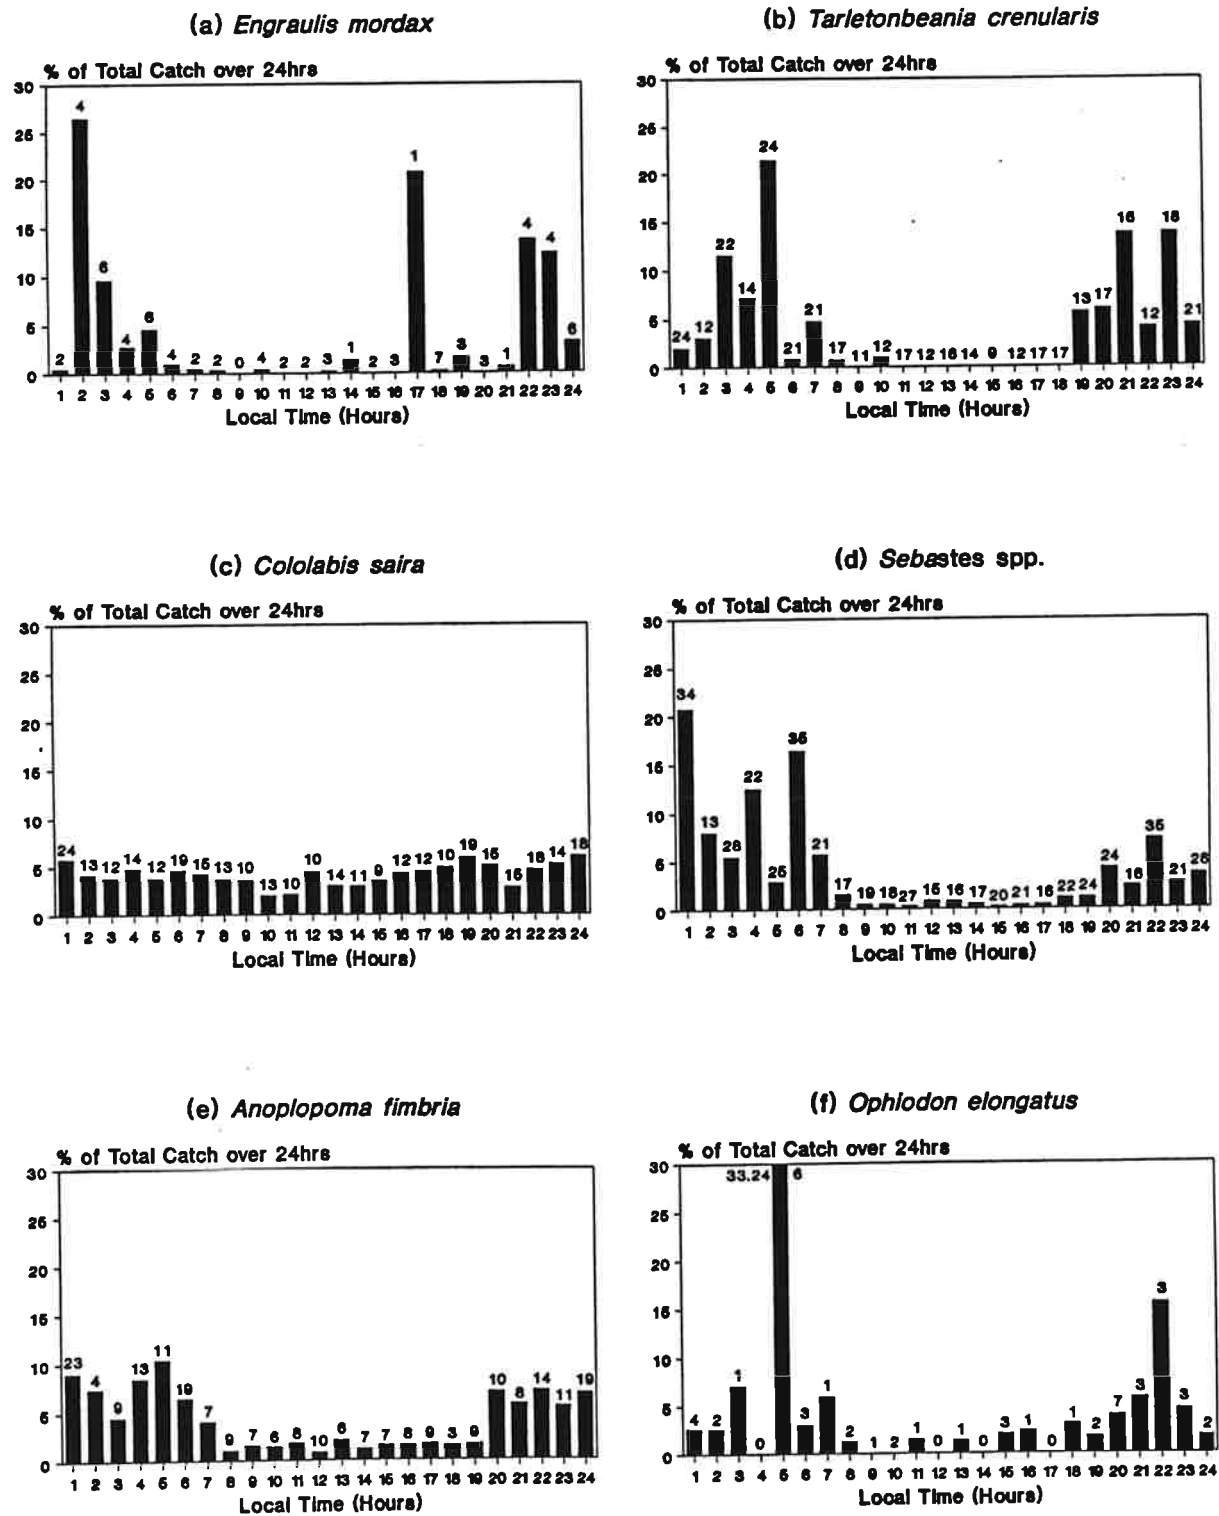 (a) Engraulis mordax
% of Total Catch over 24hrs
30
25
20
15
10
5
0
2 4 6 4 6 4 2 2 0 4 2 2 3 1 2 3 1 7 3 3 1 4 4 6
1 2 3 4 5 6 7 8 9 10 11 12 13 14 15 16 17 18 19 20 21 22 23 24
Local Time (Hours)
(b) Tarletonbeania crenularis
% of Total Catch over 24hrs
30
25
20
15
10
5
0
24 12 22 14 24 21 21 17 11 12 17 12 16 14 9 12 17 17 13 17 16 12 18 21
1 2 3 4 5 6 7 8 9 10 11 12 13 14 15 16 17 18 19 20 21 22 23 24
Local Time (Hours)
(c) Cololabis saira
% of Total Catch over 24hrs
30
25
20
15
10
5
0
24 13 12 14 12 19 15 13 10 13 10 10 14 11 9 12 12 10 19 15 15 18 14 18
1 2 3 4 5 6 7 8 9 10 11 12 13 14 15 16 17 18 19 20 21 22 23 24
Local Time (Hours)
(d) Sebastes spp.
% of Total Catch over 24hrs
30
25
20
15
10
5
0
34 13 28 22 25 35 21 17 19 18 27 15 16 17 20 21 16 22 24 24 16 35 21 26
1 2 3 4 5 6 7 8 9 10 11 12 13 14 15 16 17 18 19 20 21 22 23 24
Local Time (Hours)
(e) Anoplopoma fimbria
% of Total Catch over 24hrs
30
25
20
15
10
5
0
23 4 9 13 11 19 7 9 7 6 8 10 6 7 7 8 9 3 9 10 8 14 11 19
1 2 3 4 5 6 7 8 9 10 11 12 13 14 15 16 17 18 19 20 21 22 23 24
Local Time (Hours)
(f) Ophiodon elongatus
% of Total Catch over 24hrs
30
25
20
15
10
5
0
33.24 6
4 2 1 0 3 1 2 1 2 1 0 1 0 3 1 0 1 2 7 3 3 3 2
1 2 3 4 5 6 7 8 9 10 11 12 13 14 15 16 17 18 19 20 21 22 23 24
Local Time (Hours)